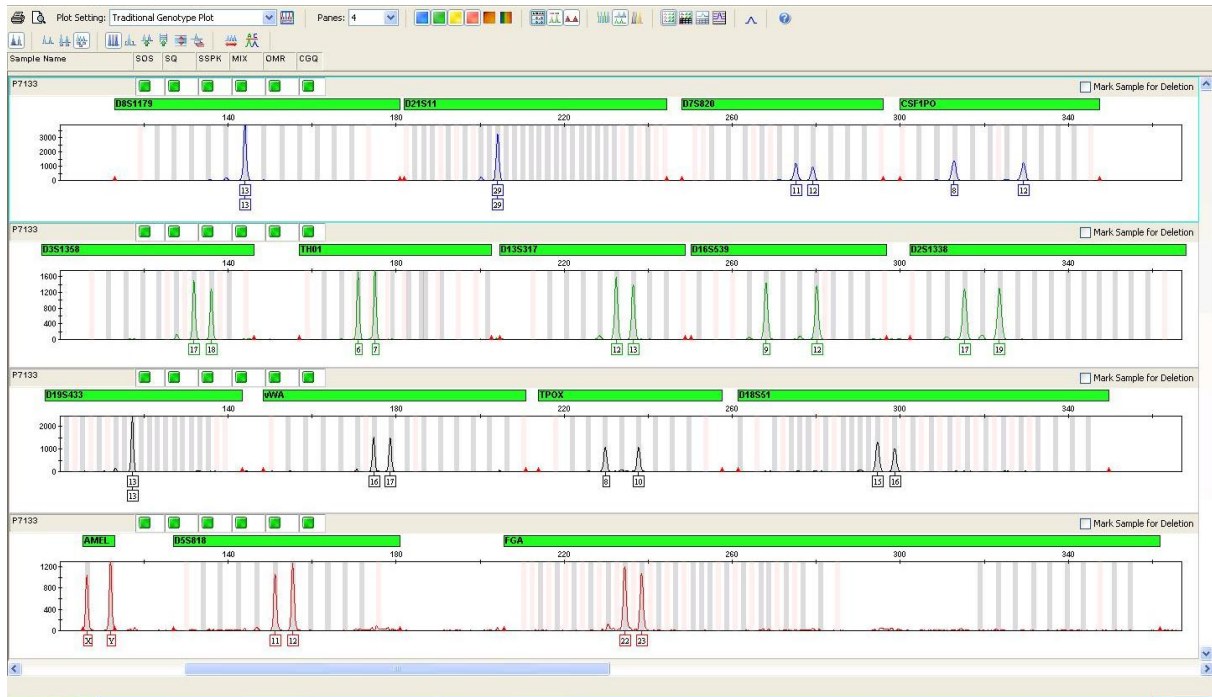 Plot Setting: Traditional Genotype Plot Panes: 4
Sample Name SOS SQ SSPK MIX OMR CGQ
P7133 Mark Sample for Deletion
D8S1179 D21S11 D7S820 CSF1PO
140 180 220 260 300 340
3000
2000
1000
0
13 29 11 12 8 12
13 29
P7133 Mark Sample for Deletion
D3S1358 TH01 D13S317 D16S539 D2S1338
140 180 220 260 300 340
1600
1200
800
400
0
17 18 6 7 12 13 9 12 17 19
P7133 Mark Sample for Deletion
D19S433 vWA TPOX D18S51
140 180 220 260 300 340
2000
1000
0
13 16 17 8 10 15 16
13
P7133 Mark Sample for Deletion
AMEL D5S818 FGA
140 180 220 260 300 340
1200
800
400
0
X Y 11 12 22 23